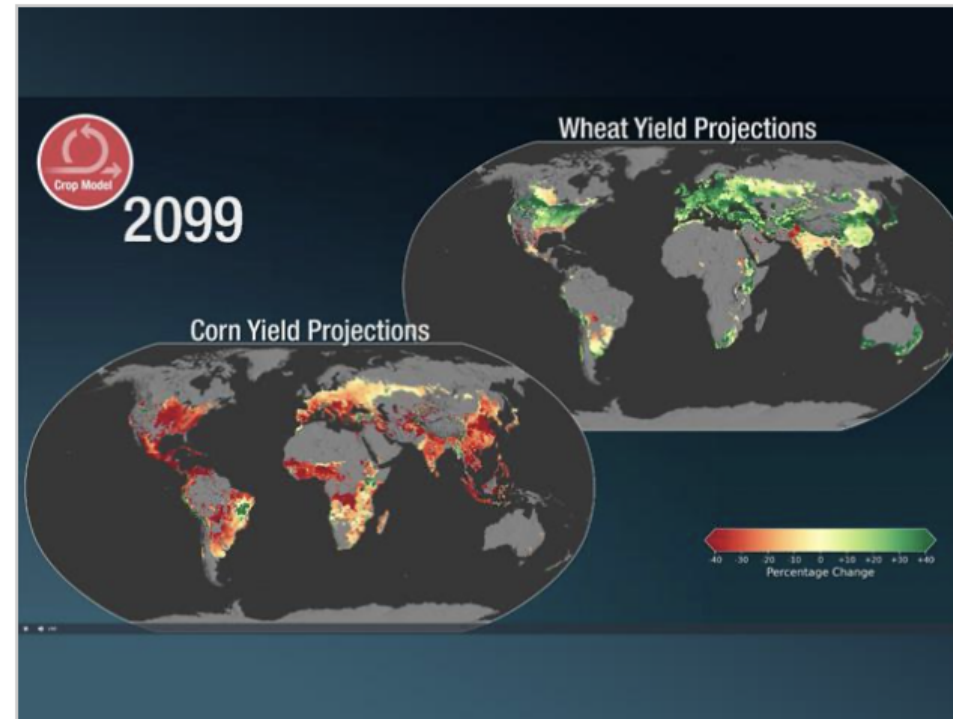 Wheat Yield Projections
Crop Model
2099
Corn Yield Projections
-40 -30 -20 -10 0 +10 +20 +30 +40
Percentage Change